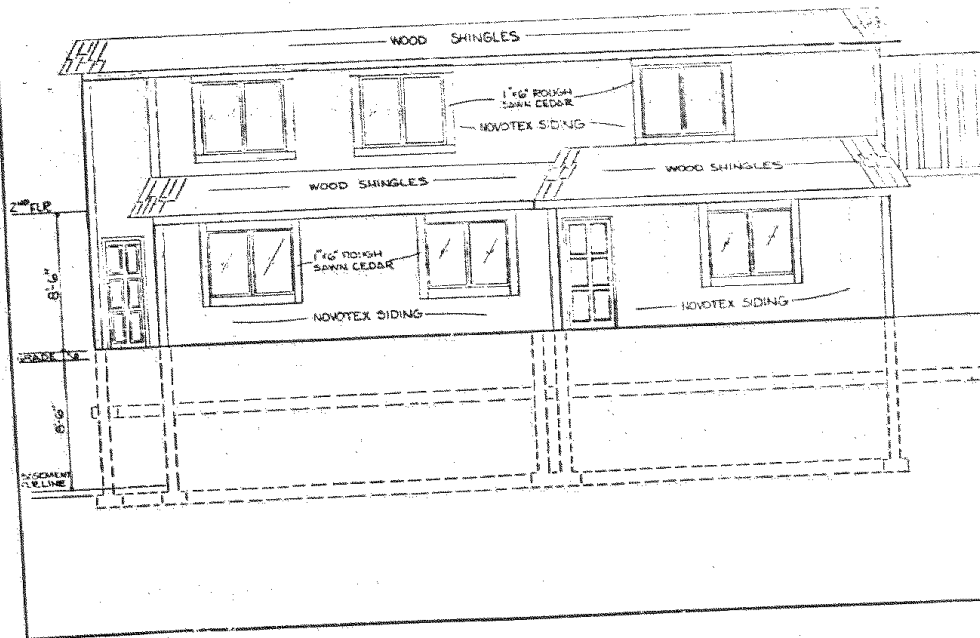 WOOD SHINGLES
1"x6" ROUGH
SAWN CEDAR
NOVOTEX SIDING
WOOD SHINGLES
WOOD SHINGLES
2ND FLR
1"x6" ROUGH
SAWN CEDAR
8'-6"
NOVOTEX SIDING
NOVOTEX SIDING
GRADE
8'-6"
BASEMENT
FLR LINE